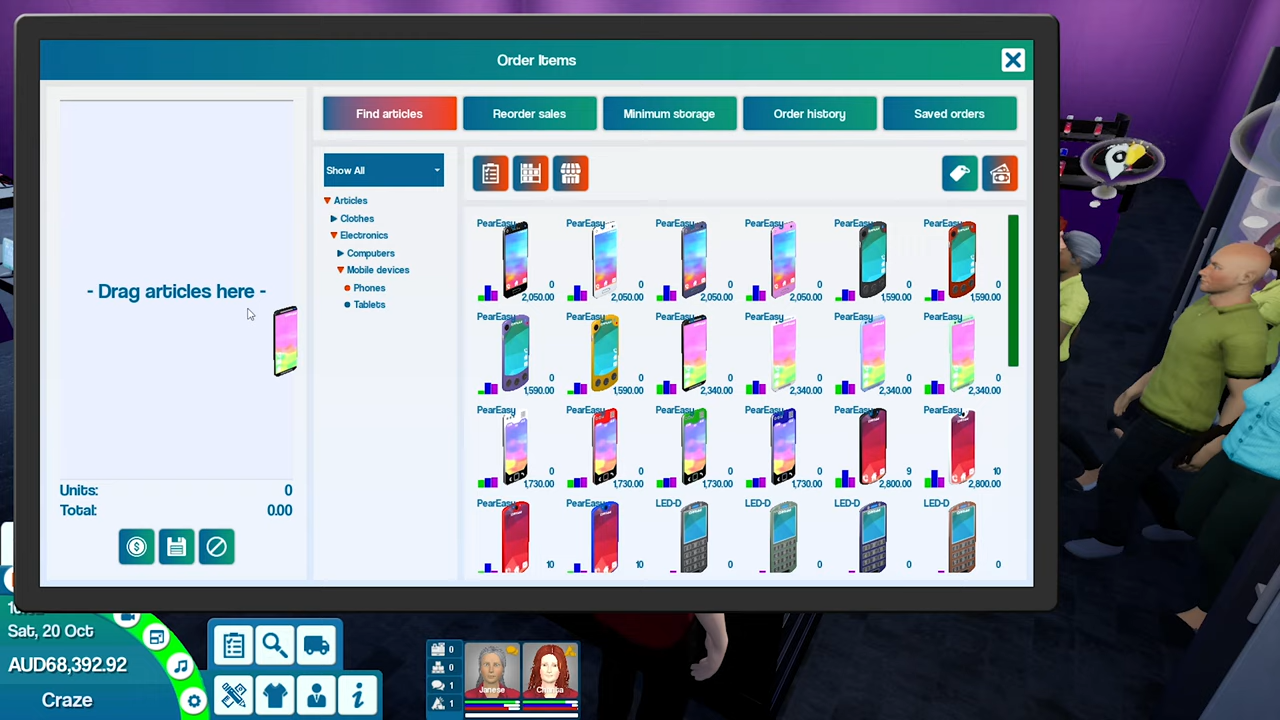 Order Items
Find articles
Reorder sales
Minimum storage
Order history
Saved orders
Show All
Articles
Clothes
Electronics
Computers
Mobile devices
Phones
Tablets
- Drag articles here -
Units: 0
Total: 0.00
PearEasy PearEasy PearEasy PearEasy PearEasy PearEasy
0 0 0 0 0 0
2,050.00 2,050.00 2,050.00 2,050.00 1,590.00 1,590.00
PearEasy PearEasy PearEasy PearEasy PearEasy PearEasy
0 0 0 0 0 0
1,590.00 1,590.00 2,340.00 2,340.00 2,340.00 2,340.00
PearEasy PearEasy PearEasy PearEasy PearEasy PearEasy
0 0 0 0 9 10
1,730.00 1,730.00 1,730.00 1,730.00 2,800.00 2,800.00
PearEasy PearEasy LED-D LED-D LED-D LED-D
10 10 0 0 0 0
Sat, 20 Oct
AUD68,392.92
Craze
0
0
1
1
Janese